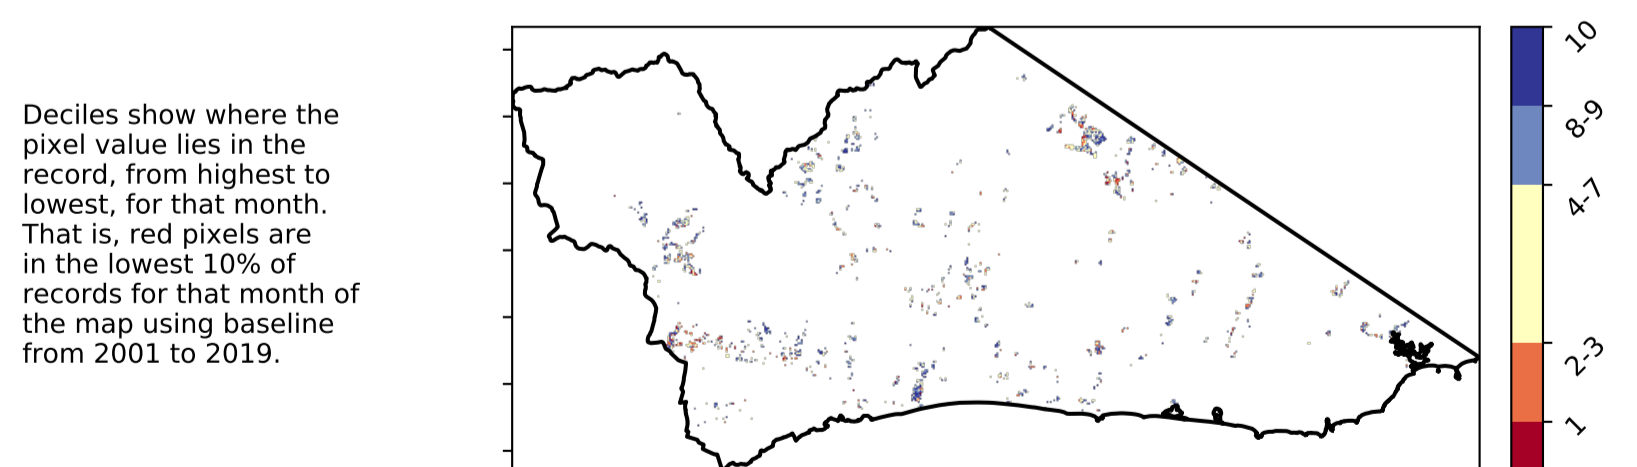 Deciles show where the
pixel value lies in the
record, from highest to
lowest, for that month.
That is, red pixels are
in the lowest 10% of
records for that month of
the map using baseline
from 2001 to 2019.
10
8-9
4-7
2-3
1